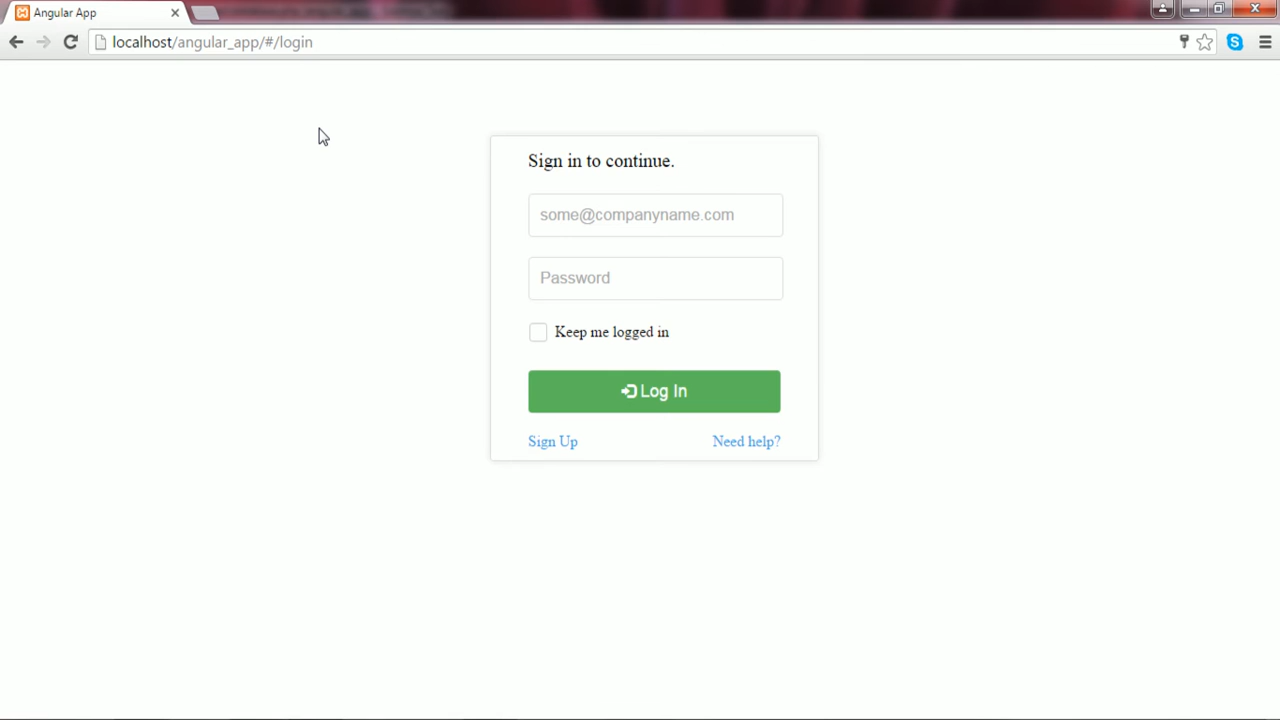 Angular App
localhost/angular_app/#/login
Sign in to continue.
some@companyname.com
Password
Keep me logged in
Log In
Sign Up
Need help?